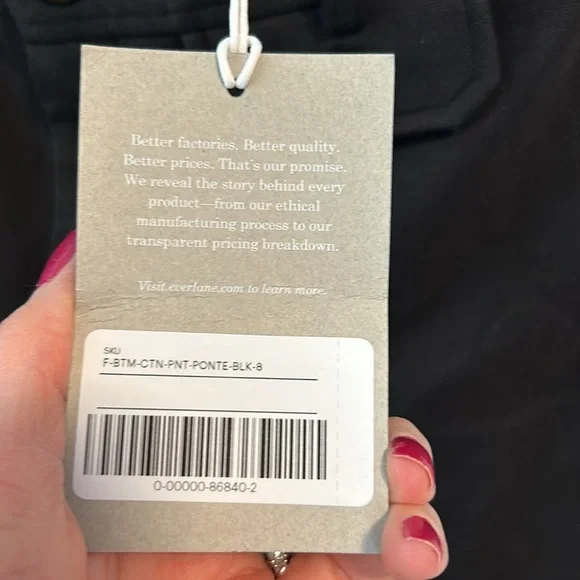 Better factories. Better quality.
Better prices. That's our promise.
We reveal the story behind every
product—from our ethical
manufacturing process to our
transparent pricing breakdown.
Visit everlane.com to learn more.
SKU
F-BTM-CTN-PNT-PONTE-BLK-8
0-00000-86840-2